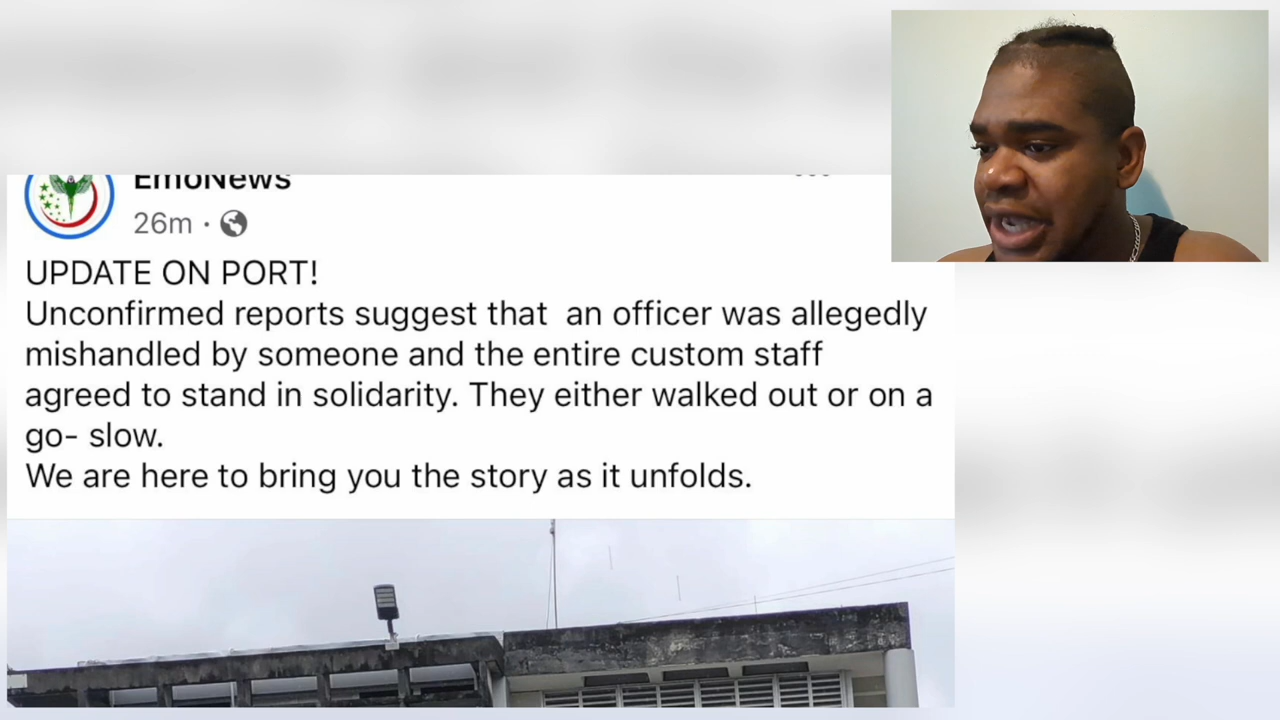 EmoNews
26m ·
UPDATE ON PORT!
Unconfirmed reports suggest that  an officer was allegedly
mishandled by someone and the entire custom staff
agreed to stand in solidarity. They either walked out or on a
go- slow.
We are here to bring you the story as it unfolds.